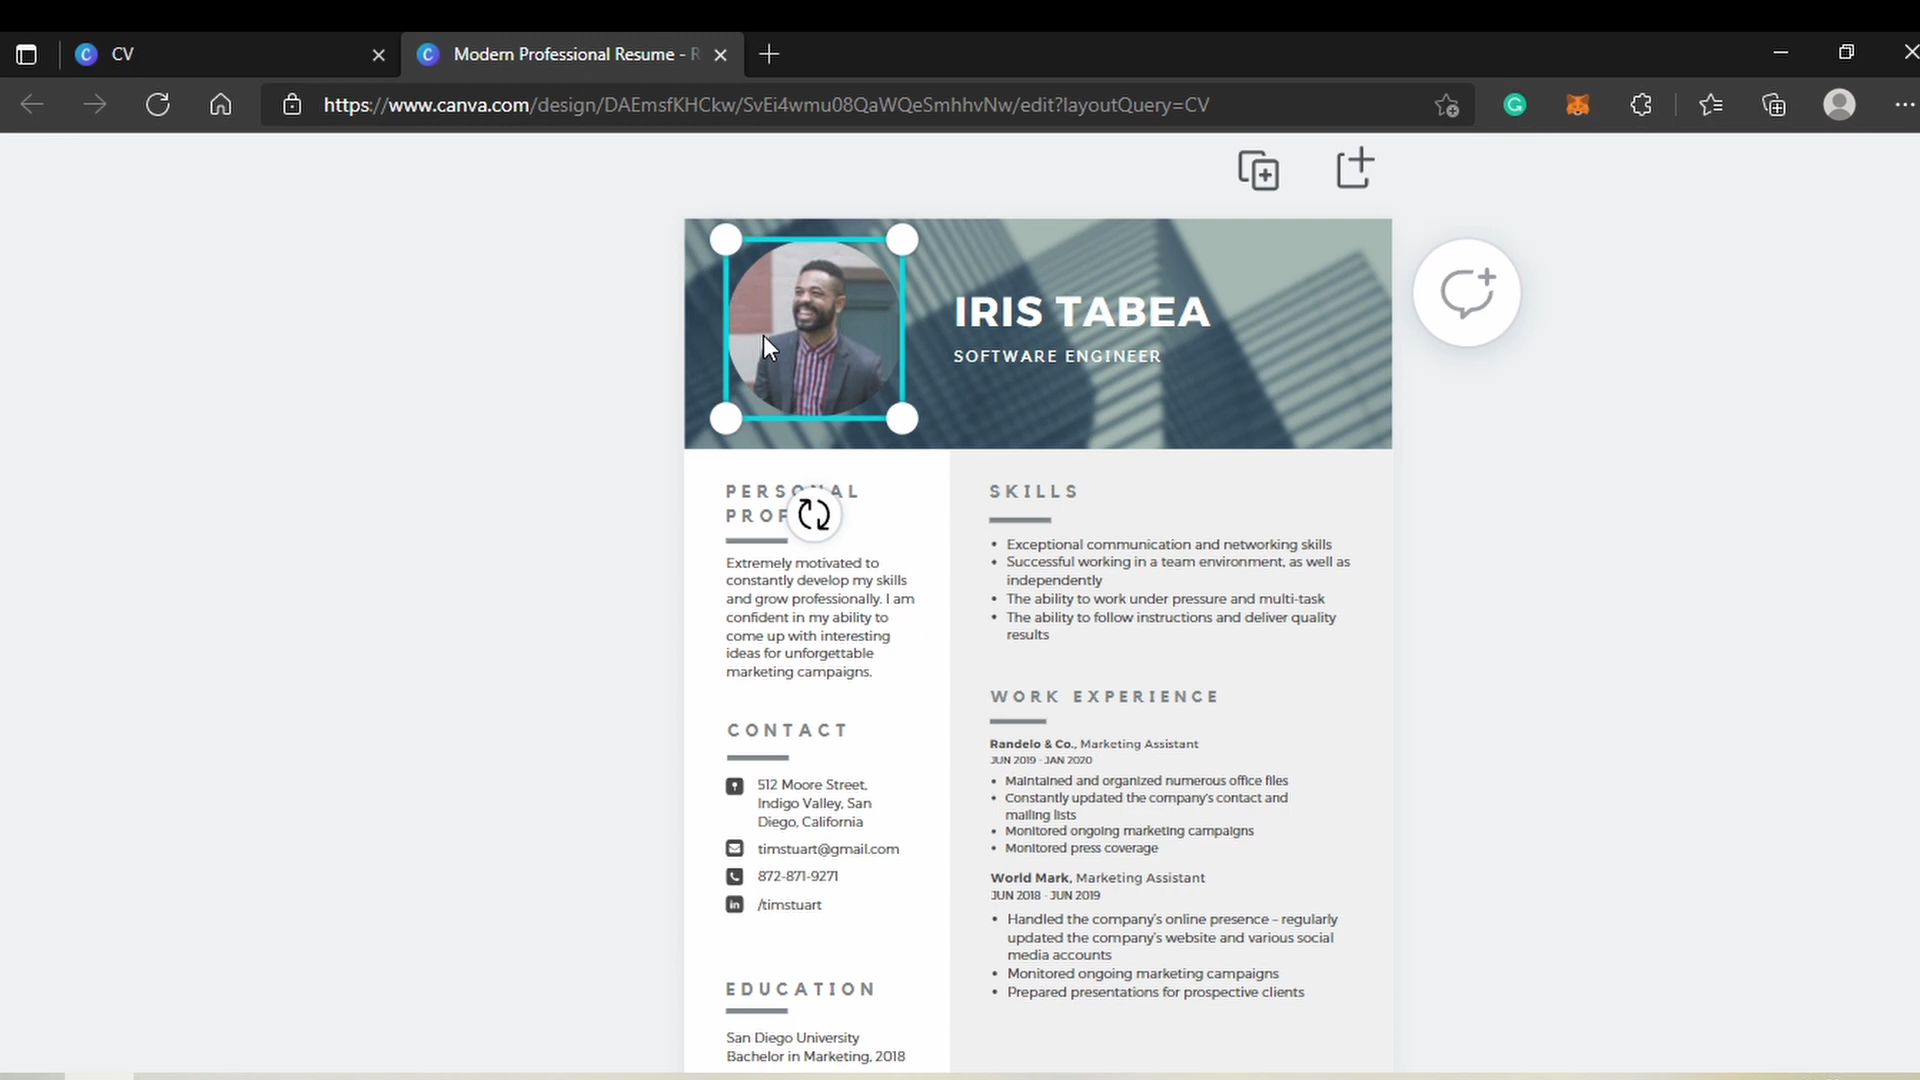 CV
Modern Professional Resume - R
https://www.canva.com/design/DAEmsfKHCkw/SvEi4wmu08QaWQeSmhhvNw/edit?layoutQuery=CV
IRIS TABEA
SOFTWARE ENGINEER
PERSONAL
PROF
Extremely motivated to
constantly develop my skills
and grow professionally. I am
confident in my ability to
come up with interesting
ideas for unforgettable
marketing campaigns.
CONTACT
512 Moore Street,
Indigo Valley, San
Diego, California
timstuart@gmail.com
872-871-9271
/timstuart
EDUCATION
San Diego University
Bachelor in Marketing, 2018
SKILLS
• Exceptional communication and networking skills
• Successful working in a team environment, as well as
independently
• The ability to work under pressure and multi-task
• The ability to follow instructions and deliver quality
results
WORK EXPERIENCE
Randelo & Co., Marketing Assistant
JUN 2019 - JAN 2020
• Maintained and organized numerous office files
• Constantly updated the company's contact and
mailing lists
• Monitored ongoing marketing campaigns
• Monitored press coverage
World Mark, Marketing Assistant
JUN 2018 - JUN 2019
• Handled the company's online presence – regularly
updated the company's website and various social
media accounts
• Monitored ongoing marketing campaigns
• Prepared presentations for prospective clients